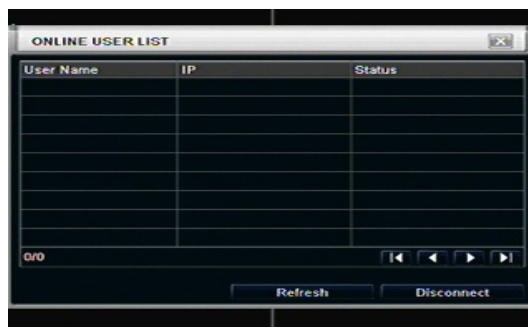 ONLINE USER LIST
User Name IP Status
0/0
Refresh Disconnect